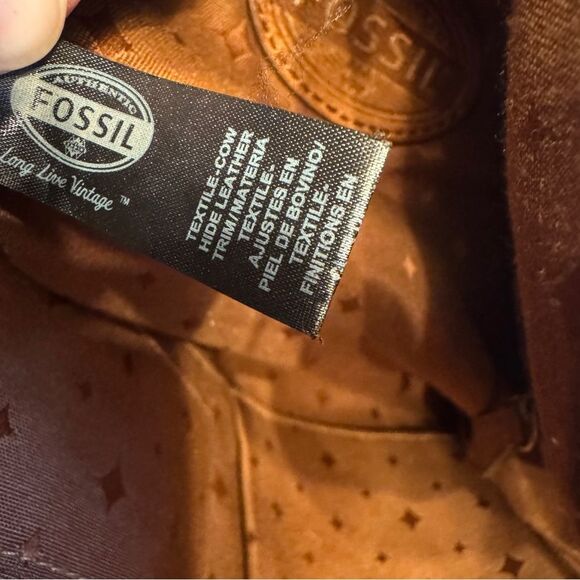 AUTHENTIC
FOSSIL
Long Live Vintage™
TEXTILE-COW
HIDE LEATHER
TRIM/MATERIA
TEXTILE-
AJUSTES EN
PIEL DE BOVINO/
TEXTILE-
FINITIONS EN
FOSSIL